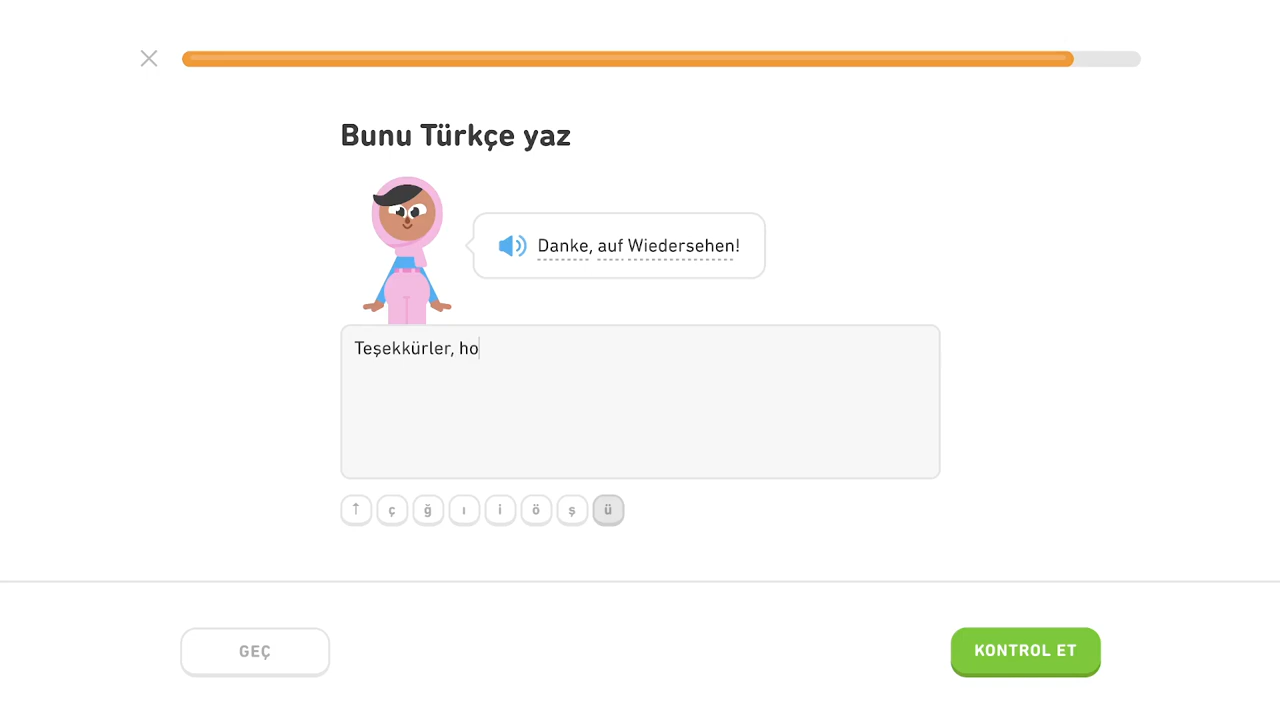 Bunu Türkçe yaz
Danke, auf Wiedersehen!
Teşekkürler, ho
↑ ç ğ ı i ö ş ü
GEÇ
KONTROL ET